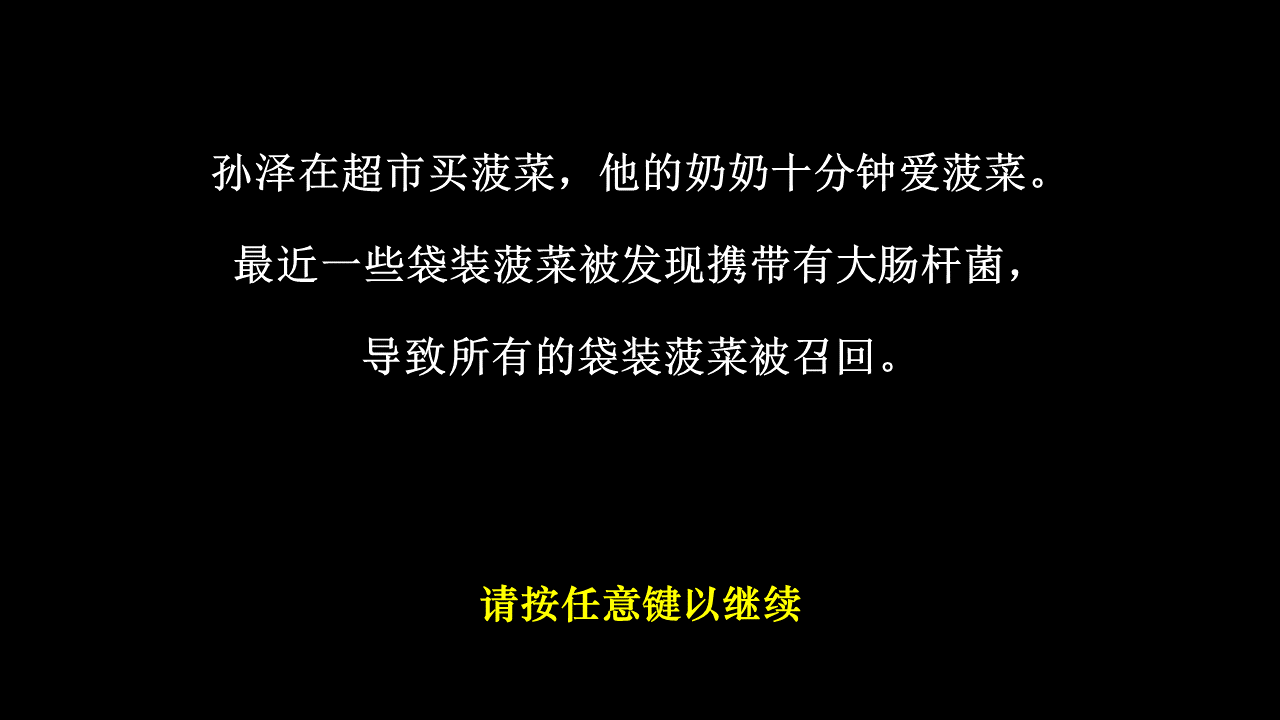 孙泽在超市买菠菜，他的奶奶十分钟爱菠菜。
最近一些袋装菠菜被发现携带有大肠杆菌，
导致所有的袋装菠菜被召回。
请按任意键以继续